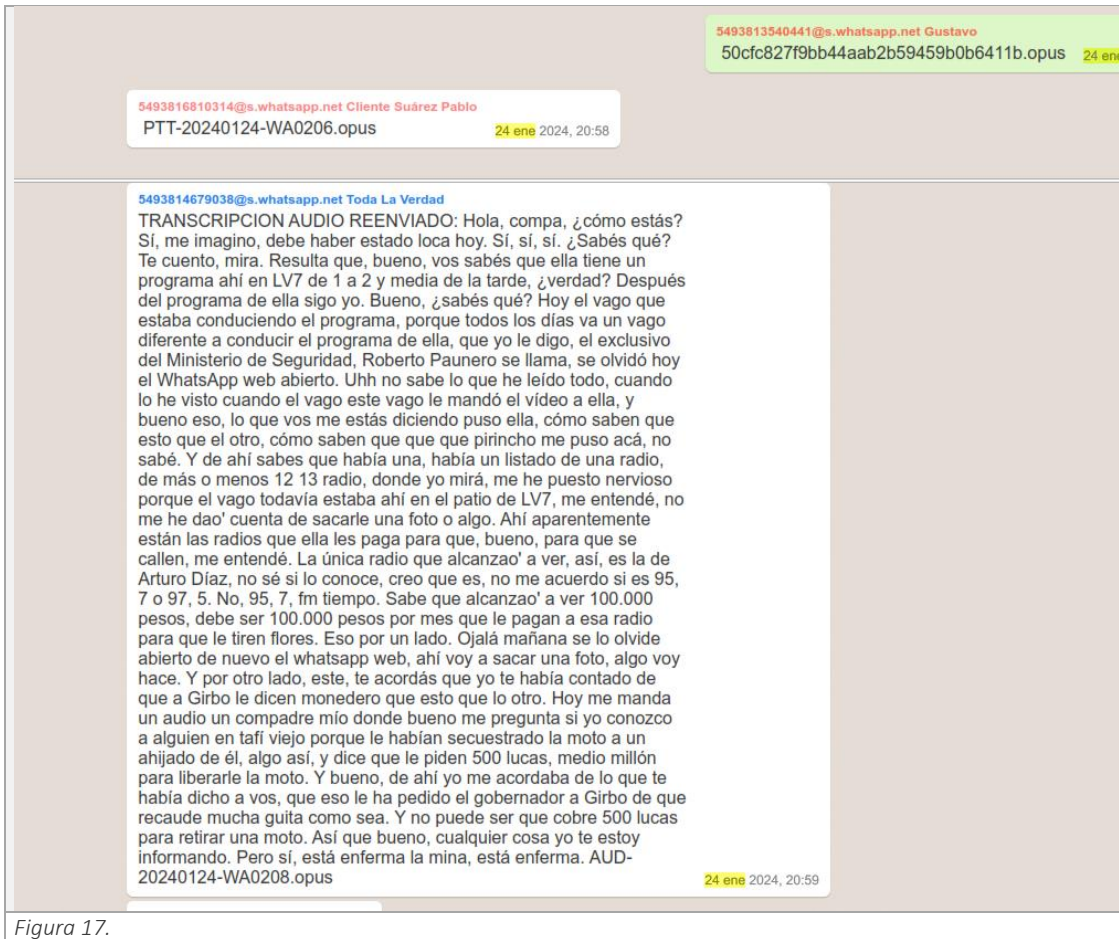 5493813540441@s.whatsapp.net Gustavo
50cfc827f9bb44aab2b59459b0b6411b.opus 24 ene
5493816810314@s.whatsapp.net Cliente Suárez Pablo
PTT-20240124-WA0206.opus 24 ene 2024, 20:58
5493814679038@s.whatsapp.net Toda La Verdad
TRANSCRIPCION AUDIO REENVIADO: Hola, compa, ¿cómo estás?
Sí, me imagino, debe haber estado loca hoy. Sí, sí, sí. ¿Sabés qué?
Te cuento, mira. Resulta que, bueno, vos sabés que ella tiene un
programa ahí en LV7 de 1 a 2 y media de la tarde, ¿verdad? Después
del programa de ella sigo yo. Bueno, ¿sabés qué? Hoy el vago que
estaba conduciendo el programa, porque todos los días va un vago
diferente a conducir el programa de ella, que yo le digo, el exclusivo
del Ministerio de Seguridad, Roberto Paunero se llama, se olvidó hoy
el WhatsApp web abierto. Uhh no sabe lo que he leído todo, cuando
lo he visto cuando el vago este vago le mandó el vídeo a ella, y
bueno eso, lo que vos me estás diciendo puso ella, cómo saben que
esto que el otro, cómo saben que que que pirincho me puso acá, no
sabé. Y de ahí sabes que había una, había un listado de una radio,
de más o menos 12 13 radio, donde yo mirá, me he puesto nervioso
porque el vago todavía estaba ahí en el patio de LV7, me entendé, no
me he dao' cuenta de sacarle una foto o algo. Ahí aparentemente
están las radios que ella les paga para que, bueno, para que se
callen, me entendé. La única radio que alcanzao' a ver, así, es la de
Arturo Díaz, no sé si lo conoce, creo que es, no me acuerdo si es 95,
7 o 97, 5. No, 95, 7, fm tiempo. Sabe que alcanzao' a ver 100.000
pesos, debe ser 100.000 pesos por mes que le pagan a esa radio
para que le tiren flores. Eso por un lado. Ojalá mañana se lo olvide
abierto de nuevo el whatsapp web, ahí voy a sacar una foto, algo voy
hace. Y por otro lado, este, te acordás que yo te había contado de
que a Girbo le dicen monedero que esto que lo otro. Hoy me manda
un audio un compadre mío donde bueno me pregunta si yo conozco
a alguien en tafí viejo porque le habían secuestrado la moto a un
ahijado de él, algo así, y dice que le piden 500 lucas, medio millón
para liberarle la moto. Y bueno, de ahí yo me acordaba de lo que te
había dicho a vos, que eso le ha pedido el gobernador a Girbo de que
recaude mucha guita como sea. Y no puede ser que cobre 500 lucas
para retirar una moto. Así que bueno, cualquier cosa yo te estoy
informando. Pero sí, está enferma la mina, está enferma. AUD-
20240124-WA0208.opus 24 ene 2024, 20:59
Figura 17.